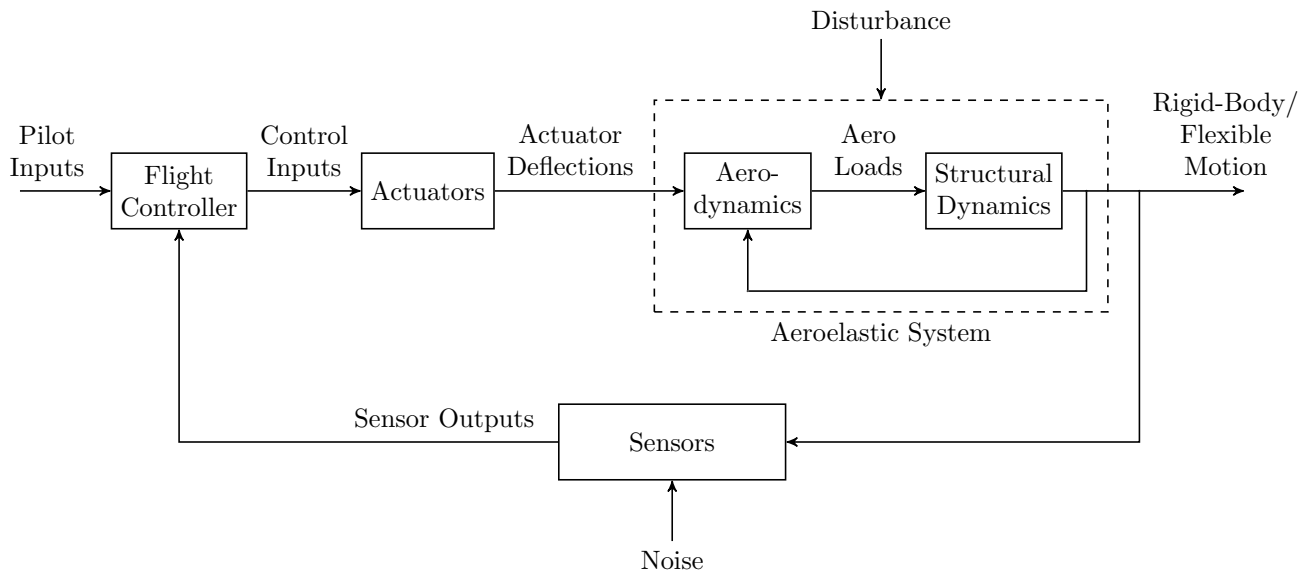 Disturbance
Pilot
Inputs
Flight
Controller
Control
Inputs
Actuators
Actuator
Deflections
Aero-
dynamics
Aero
Loads
Structural
Dynamics
Rigid-Body/
Flexible
Motion
Aeroelastic System
Sensor Outputs
Sensors
Noise